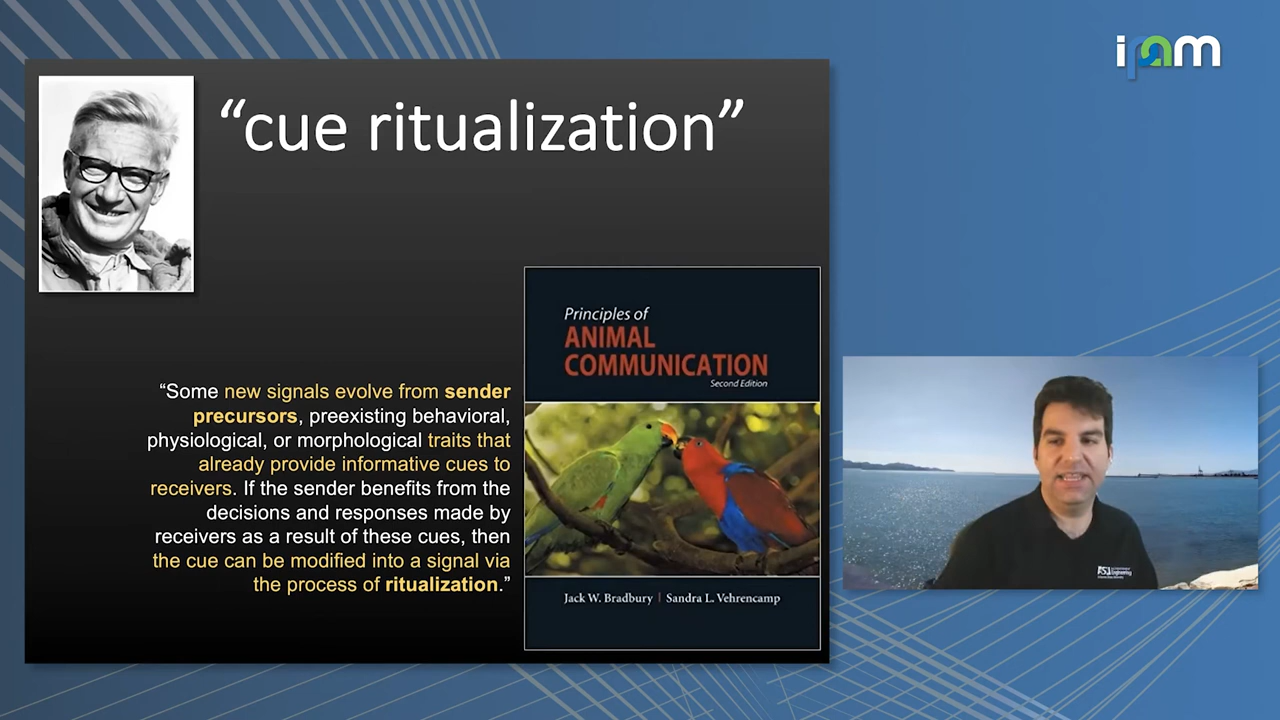 ipam
“cue ritualization”
Principles of
ANIMAL
COMMUNICATION
Second Edition
“Some new signals evolve from sender
precursors, preexisting behavioral,
physiological, or morphological traits that
already provide informative cues to
receivers. If the sender benefits from the
decisions and responses made by
receivers as a result of these cues, then
the cue can be modified into a signal via
the process of ritualization.”
Jack W. Bradbury | Sandra L. Vehrencamp
ASU
Engineering